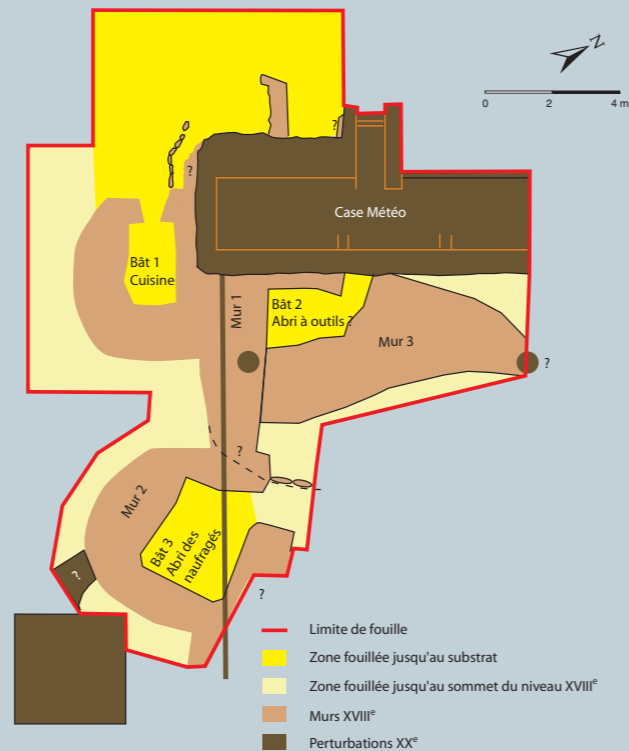 N
0 2 4 m
?
?
Case Météo
Bât 1
Cuisine
Mur 1
Bât 2
Abri à outils ?
Mur 3
?
?
Mur 2
Bât 3
Abri des
naufragés
?
?
Limite de fouille
Zone fouillée jusqu'au substrat
Zone fouillée jusqu'au sommet du niveau XVIIIe
Murs XVIIIe
Perturbations XXe